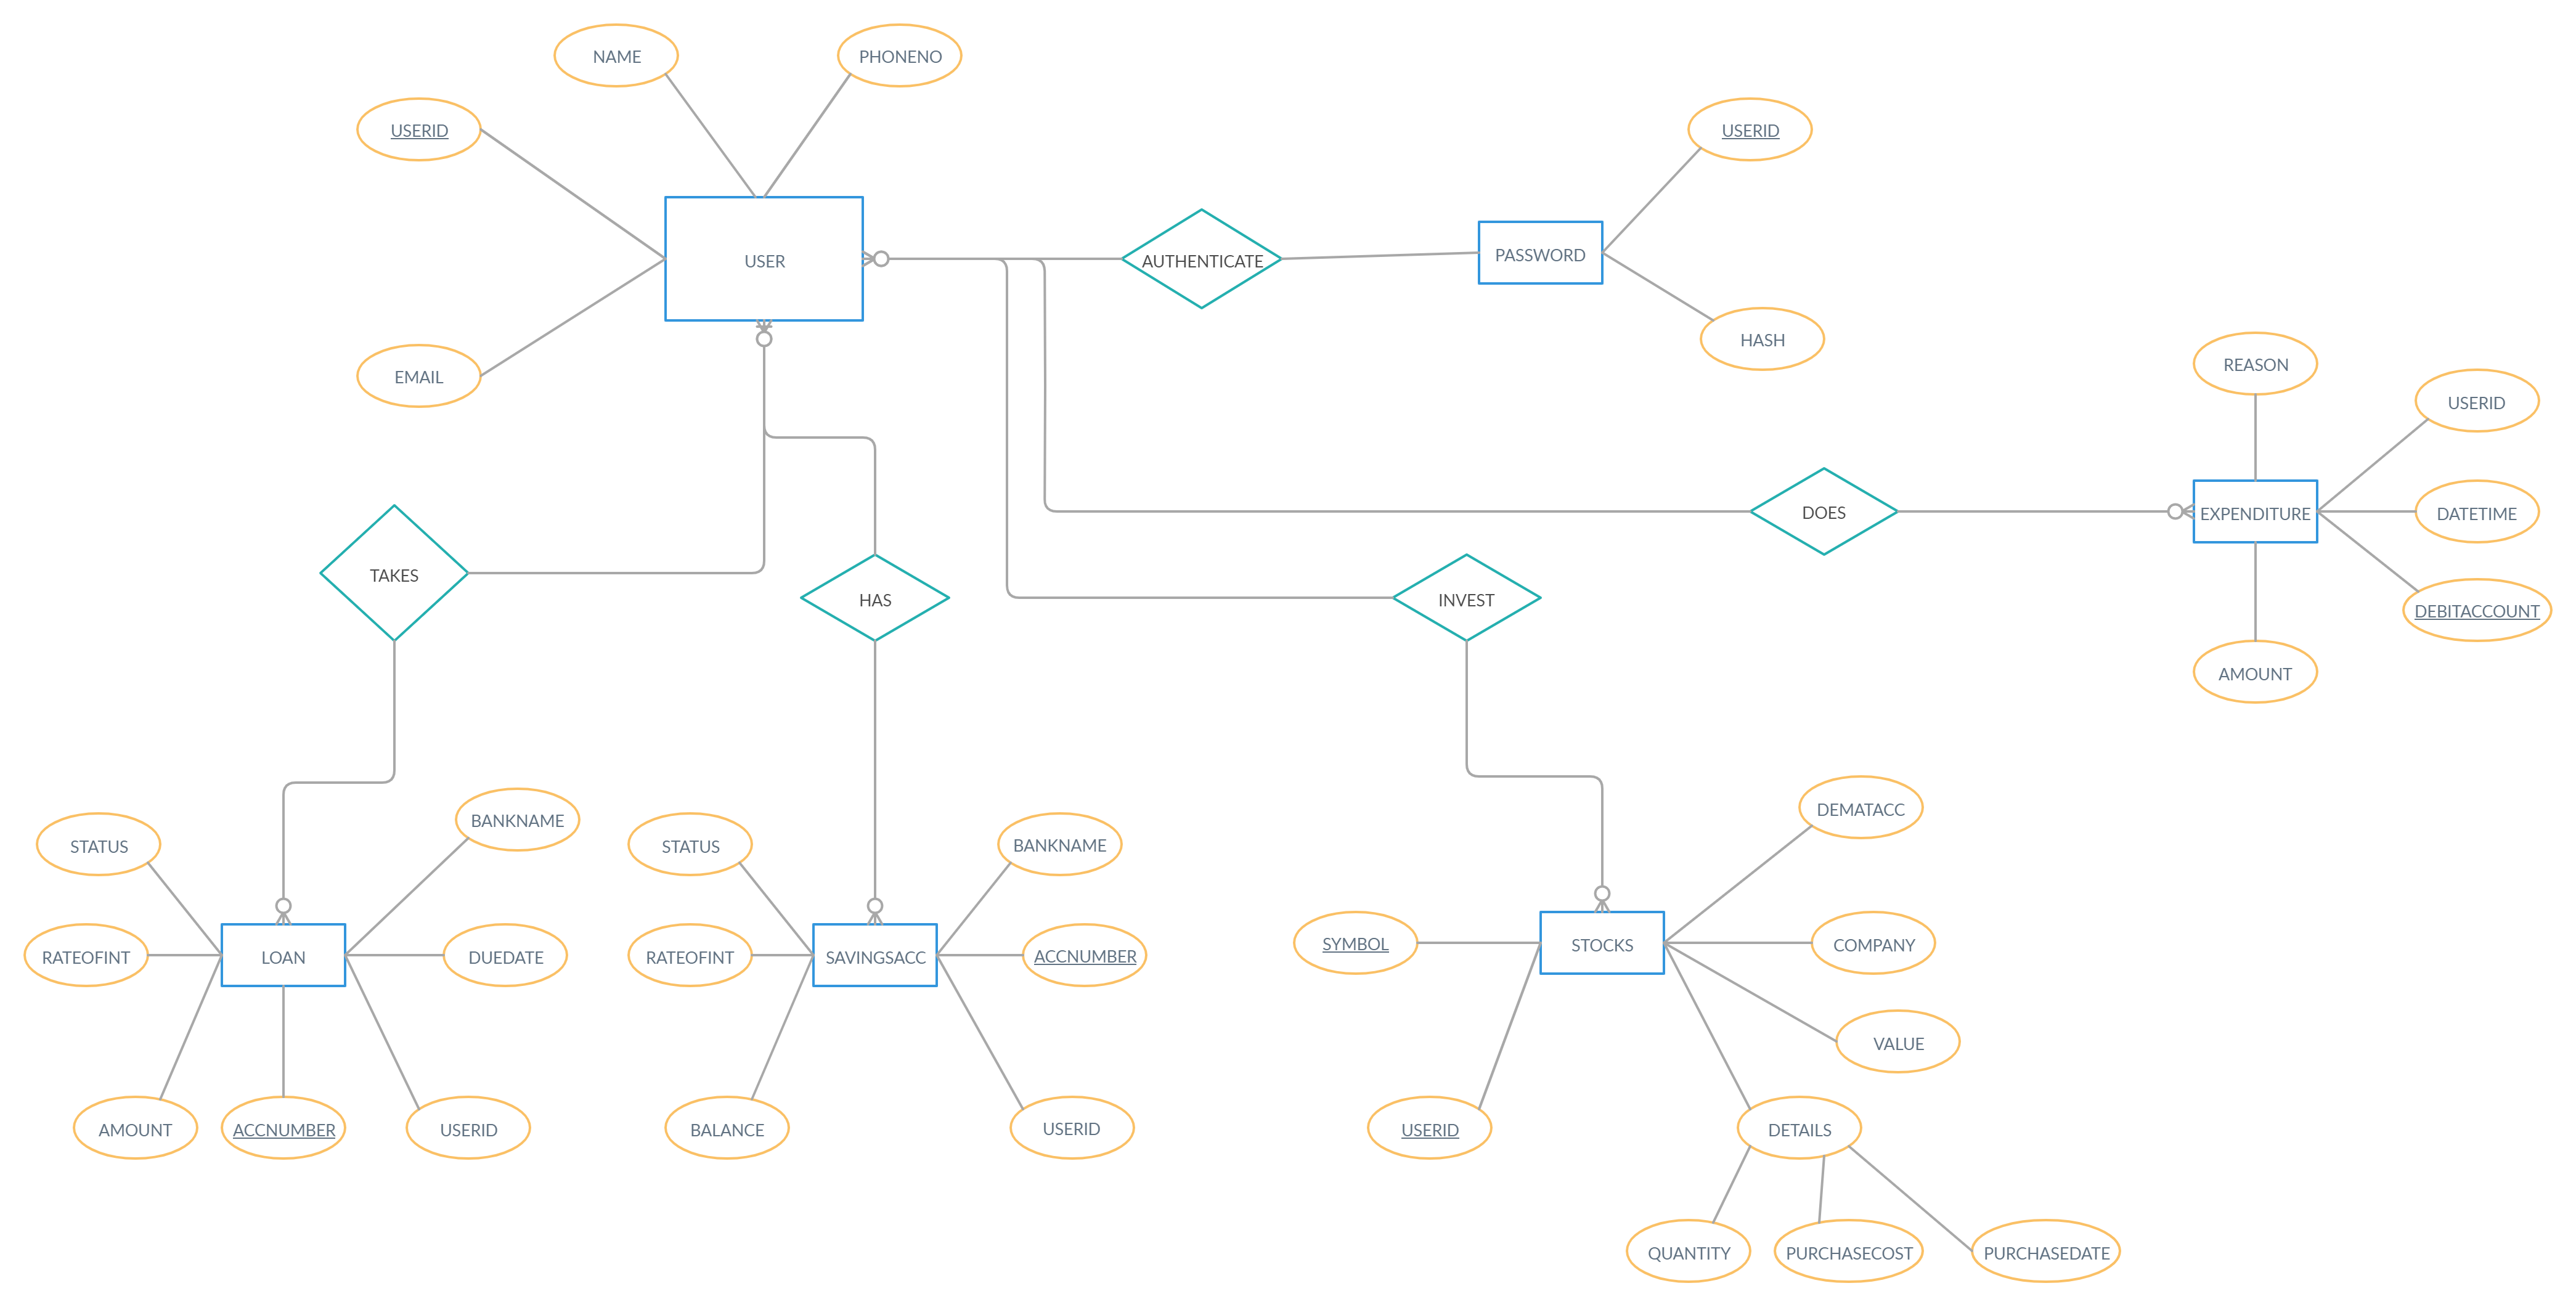 NAME
PHONENO
USERID
USERID
USER
AUTHENTICATE
PASSWORD
HASH
EMAIL
REASON
USERID
EXPENDITURE
DATETIME
DOES
DEBITACCOUNT
AMOUNT
TAKES
HAS
INVEST
STATUS
BANKNAME
STATUS
BANKNAME
DEMATACC
RATEOFINT
LOAN
DUEDATE
RATEOFINT
SAVINGSACC
ACCNUMBER
SYMBOL
STOCKS
COMPANY
VALUE
AMOUNT
ACCNUMBER
USERID
BALANCE
USERID
USERID
DETAILS
QUANTITY
PURCHASECOST
PURCHASEDATE